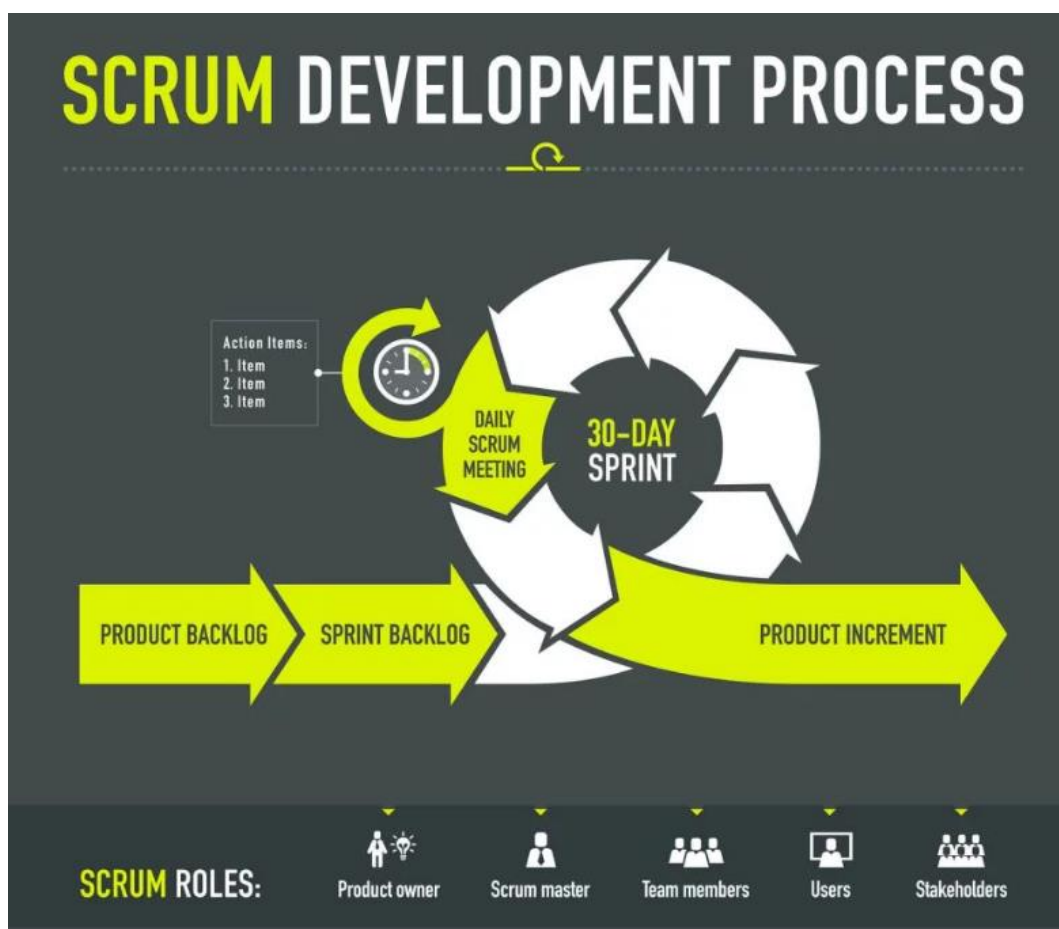 SCRUM DEVELOPMENT PROCESS
Action Items:
1. Item
2. Item
3. Item
DAILY
SCRUM
MEETING
30-DAY
SPRINT
PRODUCT BACKLOG
SPRINT BACKLOG
PRODUCT INCREMENT
SCRUM ROLES:
Product owner
Scrum master
Team members
Users
Stakeholders